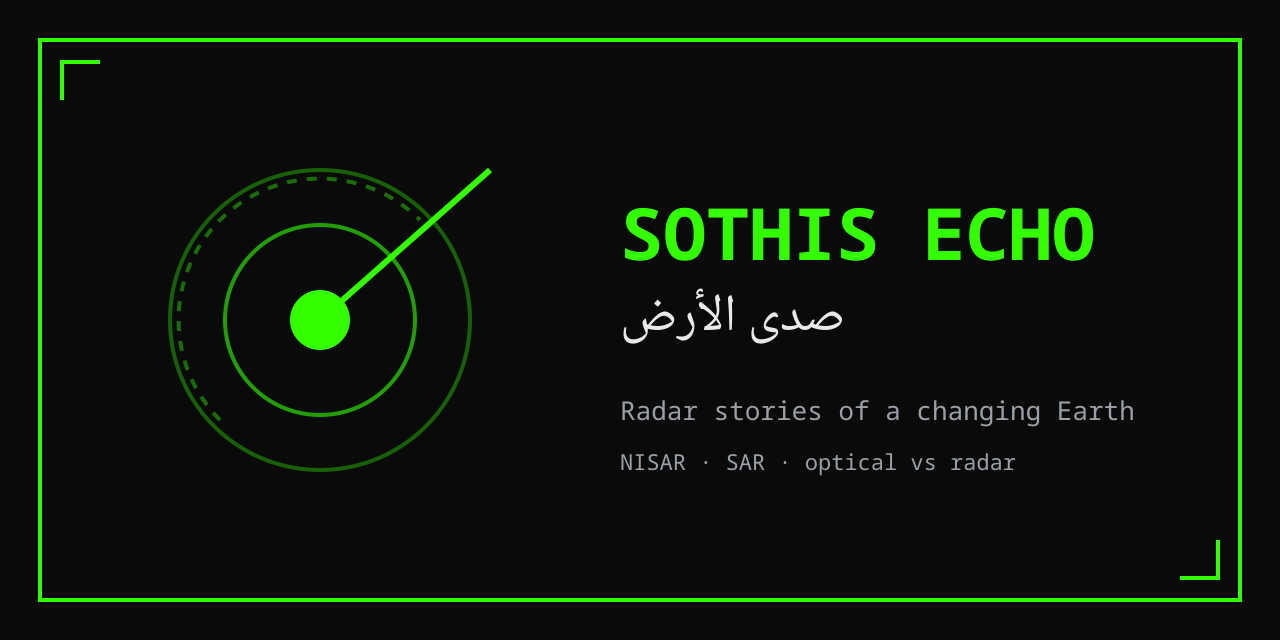 SOTHIS ECHO
صدى الأرض
Radar stories of a changing Earth
NISAR · SAR · optical vs radar